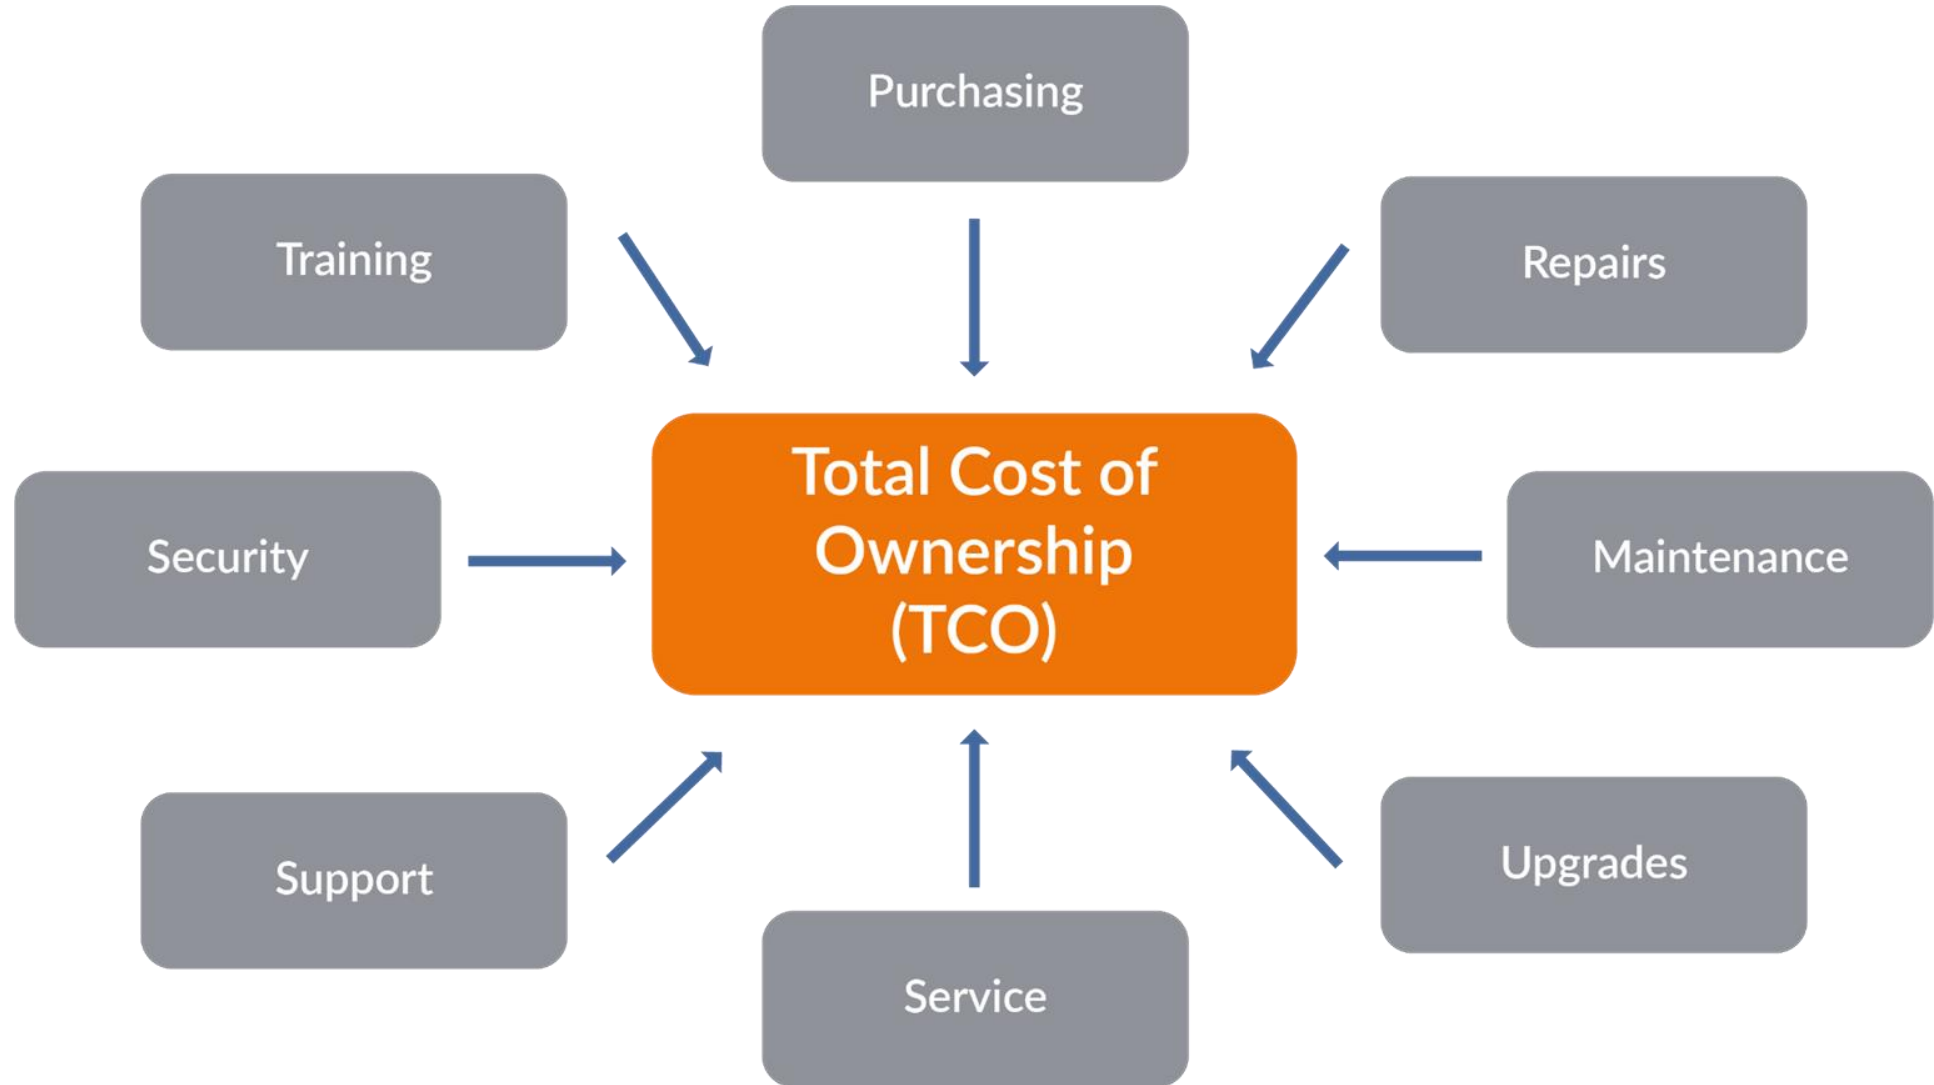 Purchasing
Training
Repairs
Total Cost of
Ownership
(TCO)
Security
Maintenance
Support
Upgrades
Service